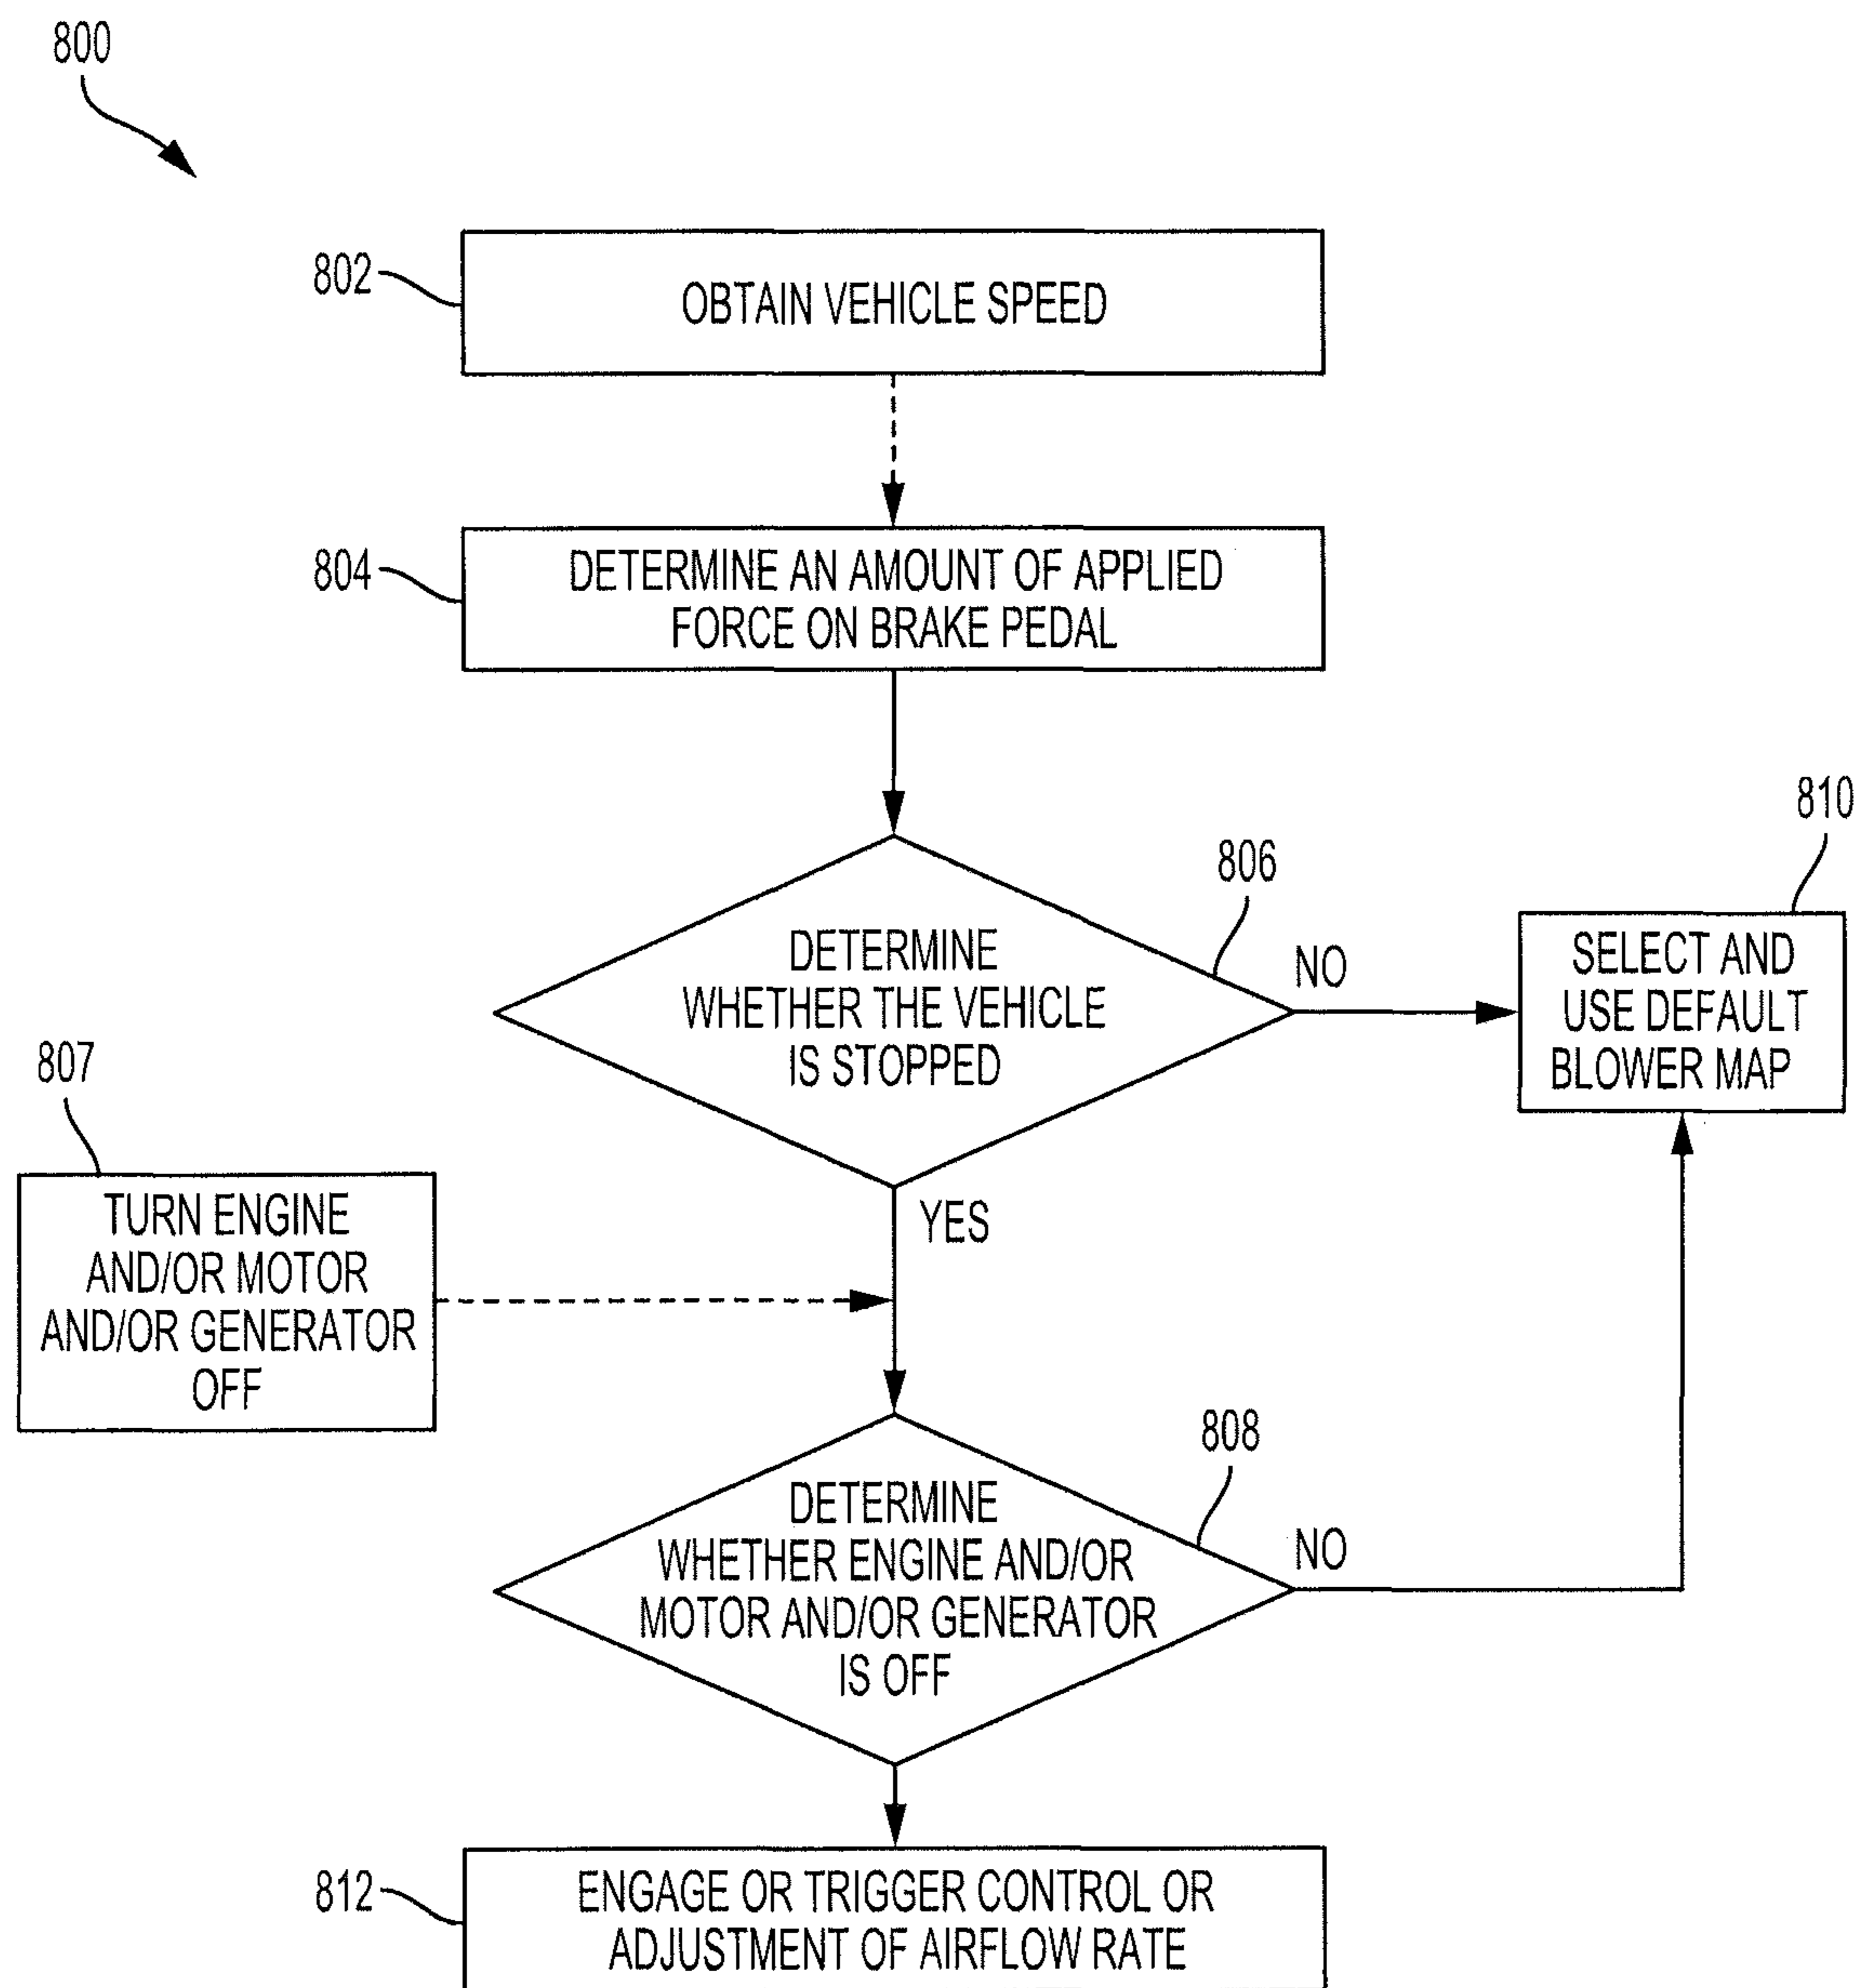 800
802
OBTAIN VEHICLE SPEED
804
DETERMINE AN AMOUNT OF APPLIED
FORCE ON BRAKE PEDAL
806
DETERMINE
WHETHER THE VEHICLE
IS STOPPED
NO
810
SELECT AND
USE DEFAULT
BLOWER MAP
YES
807
TURN ENGINE
AND/OR MOTOR
AND/OR GENERATOR
OFF
808
DETERMINE
WHETHER ENGINE AND/OR
MOTOR AND/OR GENERATOR
IS OFF
NO
812
ENGAGE OR TRIGGER CONTROL OR
ADJUSTMENT OF AIRFLOW RATE